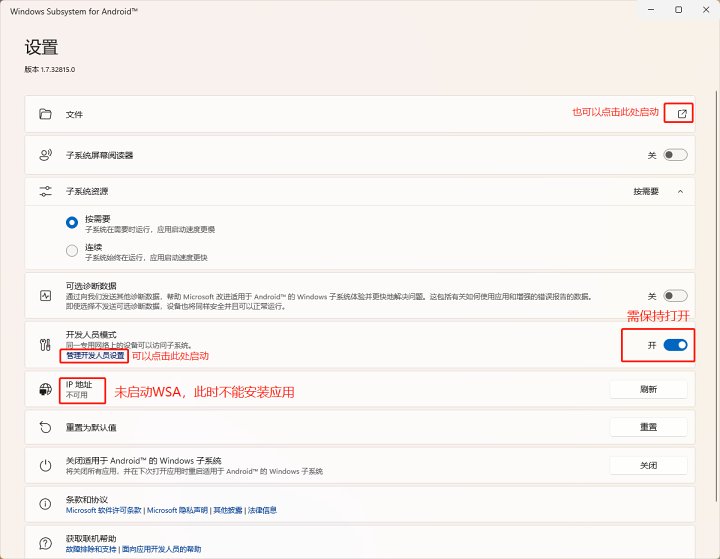 Windows Subsystem for Android™
设置
版本 1.7.32815.0
文件
也可以点击此处启动
子系统屏幕阅读器
关
子系统资源
按需要
按需要
子系统在需要时运行，应用启动速度更慢
连续
子系统始终在运行，应用启动速度更快
可选诊断数据
通过向我们发送其他诊断数据，帮助 Microsoft 改进适用于 Android™ 的 Windows 子系统体验并更快地解决问题。这包括有关如何使用应用和增强的错误报告的数据。
即使选择不发送可选诊断数据，设备也将同样安全并且可以正常运行。
关
需保持打开
开发人员模式
同一专用网络上的设备可以访问子系统。
管理开发人员设置
可以点击此处启动
开
IP 地址
不可用
未启动WSA，此时不能安装应用
刷新
重置为默认值
重置
关闭适用于 Android™ 的 Windows 子系统
将关闭所有应用，并在下次打开应用时重启适用于 Android™ 的 Windows 子系统
关闭
条款和协议
Microsoft 软件许可条款 | Microsoft 隐私声明 | 其他披露 | 法律信息
获取联机帮助
故障排除和支持 | 面向应用开发人员的帮助